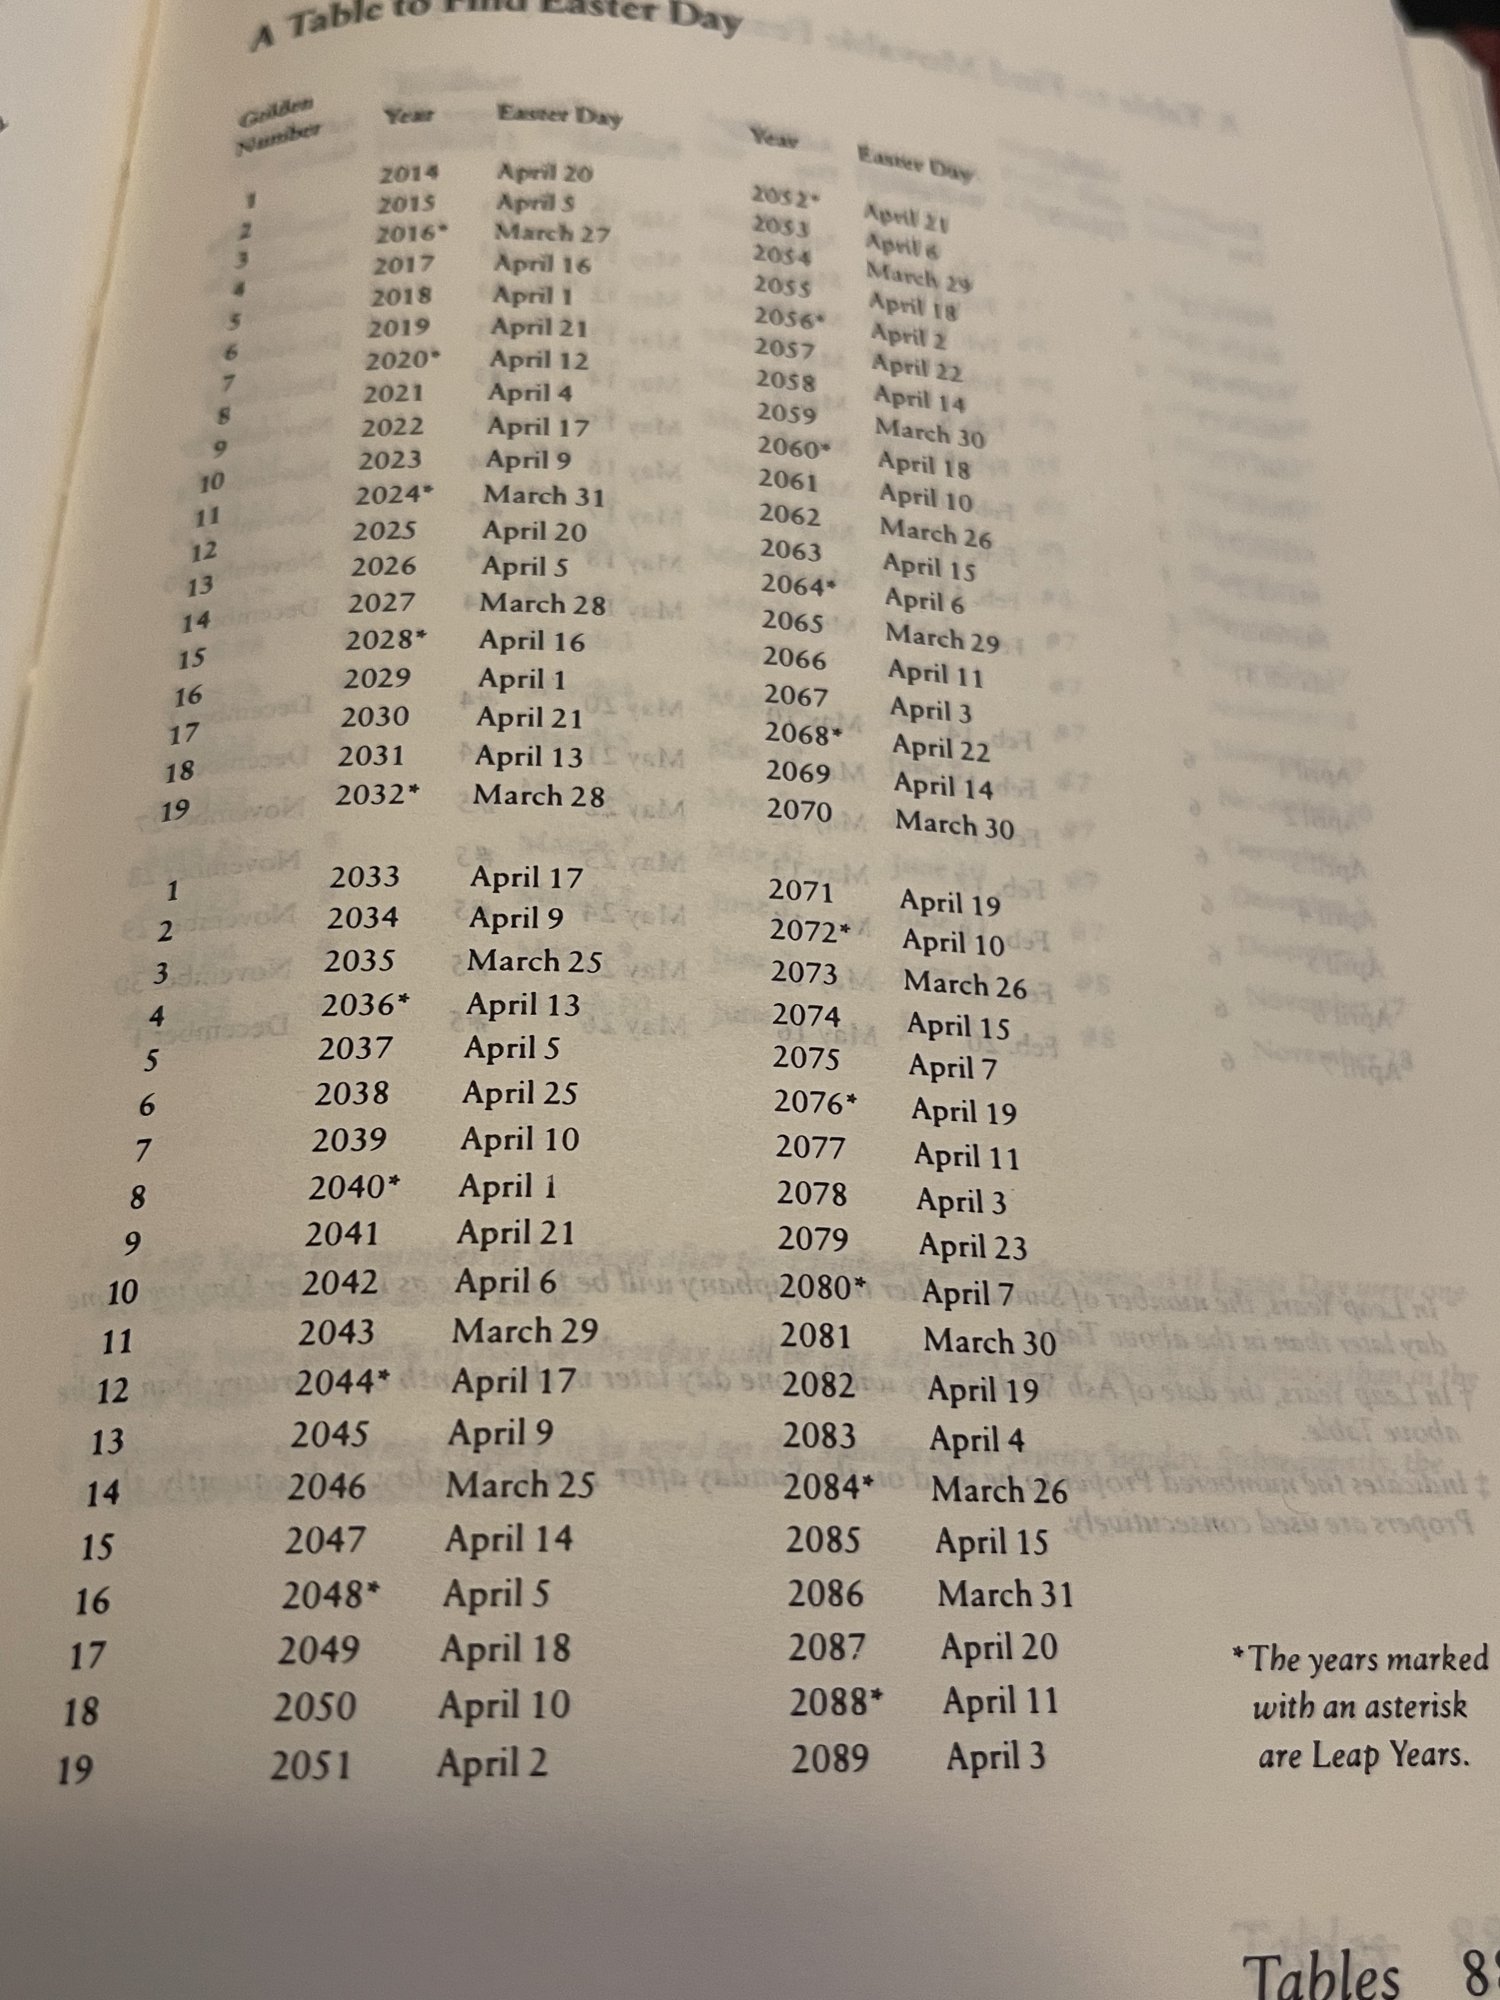 A Table to Find Easter Day
Golden Number Year Easter Day Year Easter Day
1 2014 April 20 2052* April 21
2 2015 April 5 2053 April 6
3 2016* March 27 2054 March 29
4 2017 April 16 2055 April 18
5 2018 April 1 2056* April 2
6 2019 April 21 2057 April 22
7 2020* April 12 2058 April 14
8 2021 April 4 2059 March 30
9 2022 April 17 2060* April 18
10 2023 April 9 2061 April 10
11 2024* March 31 2062 March 26
12 2025 April 20 2063 April 15
13 2026 April 5 2064* April 6
14 2027 March 28 2065 March 29
15 2028* April 16 2066 April 11
16 2029 April 1 2067 April 3
17 2030 April 21 2068* April 22
18 2031 April 13 2069 April 14
19 2032* March 28 2070 March 30
1 2033 April 17 2071 April 19
2 2034 April 9 2072* April 10
3 2035 March 25 2073 March 26
4 2036* April 13 2074 April 15
5 2037 April 5 2075 April 7
6 2038 April 25 2076* April 19
7 2039 April 10 2077 April 11
8 2040* April 1 2078 April 3
9 2041 April 21 2079 April 23
10 2042 April 6 2080* April 7
11 2043 March 29 2081 March 30
12 2044* April 17 2082 April 19
13 2045 April 9 2083 April 4
14 2046 March 25 2084* March 26
15 2047 April 14 2085 April 15
16 2048* April 5 2086 March 31
17 2049 April 18 2087 April 20
18 2050 April 10 2088* April 11
19 2051 April 2 2089 April 3
*The years marked
with an asterisk
are Leap Years.
Tables